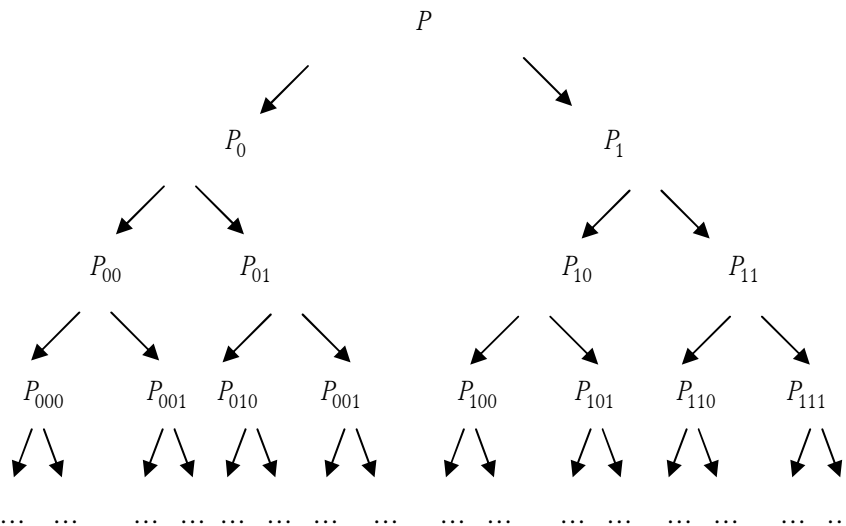 P
P₀ P₁
P₀₀ P₀₁ P₁₀ P₁₁
P₀₀₀ P₀₀₁ P₀₁₀ P₀₀₁ P₁₀₀ P₁₀₁ P₁₁₀ P₁₁₁
... ... ... ... ... ... ... ... ... ... ... ... ... ... ... ...